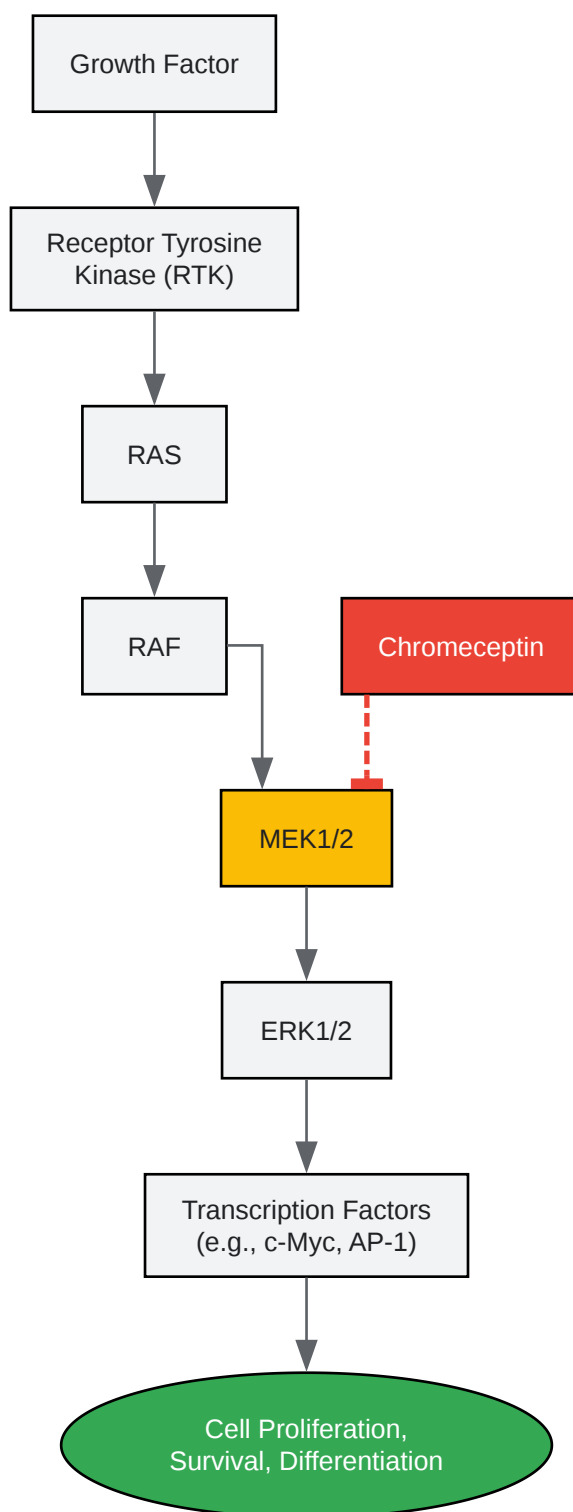 Growth Factor
Receptor Tyrosine
Kinase (RTK)
RAS
RAF
Chromeceptin
MEK1/2
ERK1/2
Transcription Factors
(e.g., c-Myc, AP-1)
Cell Proliferation,
Survival, Differentiation